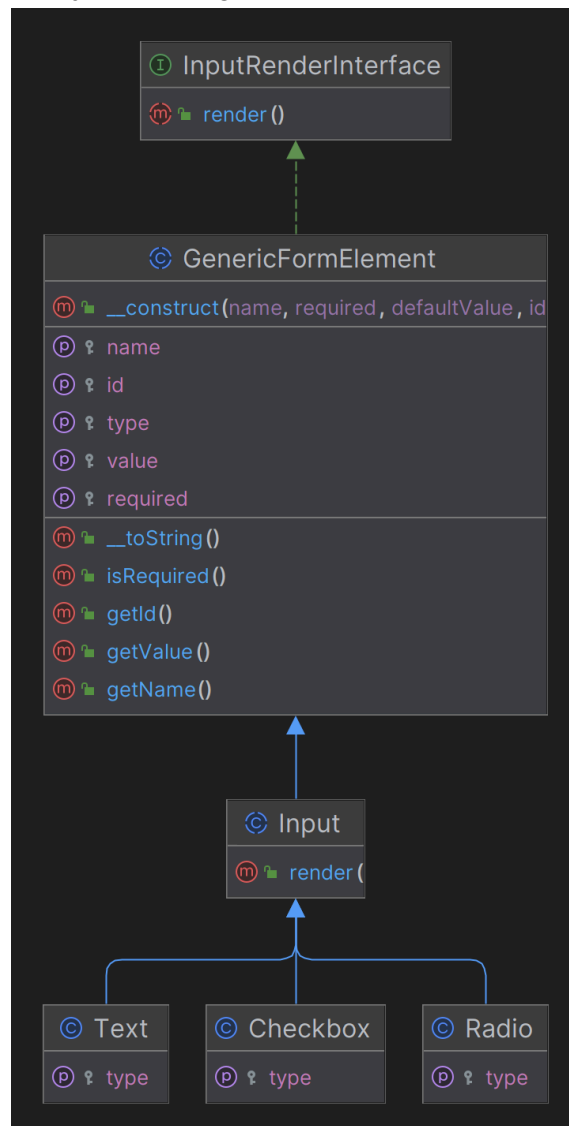 InputRenderInterface
render()
GenericFormElement
__construct(name, required, defaultValue, id
name
id
type
value
required
__toString()
isRequired()
getId()
getValue()
getName()
Input
render(
Text
type
Checkbox
type
Radio
type